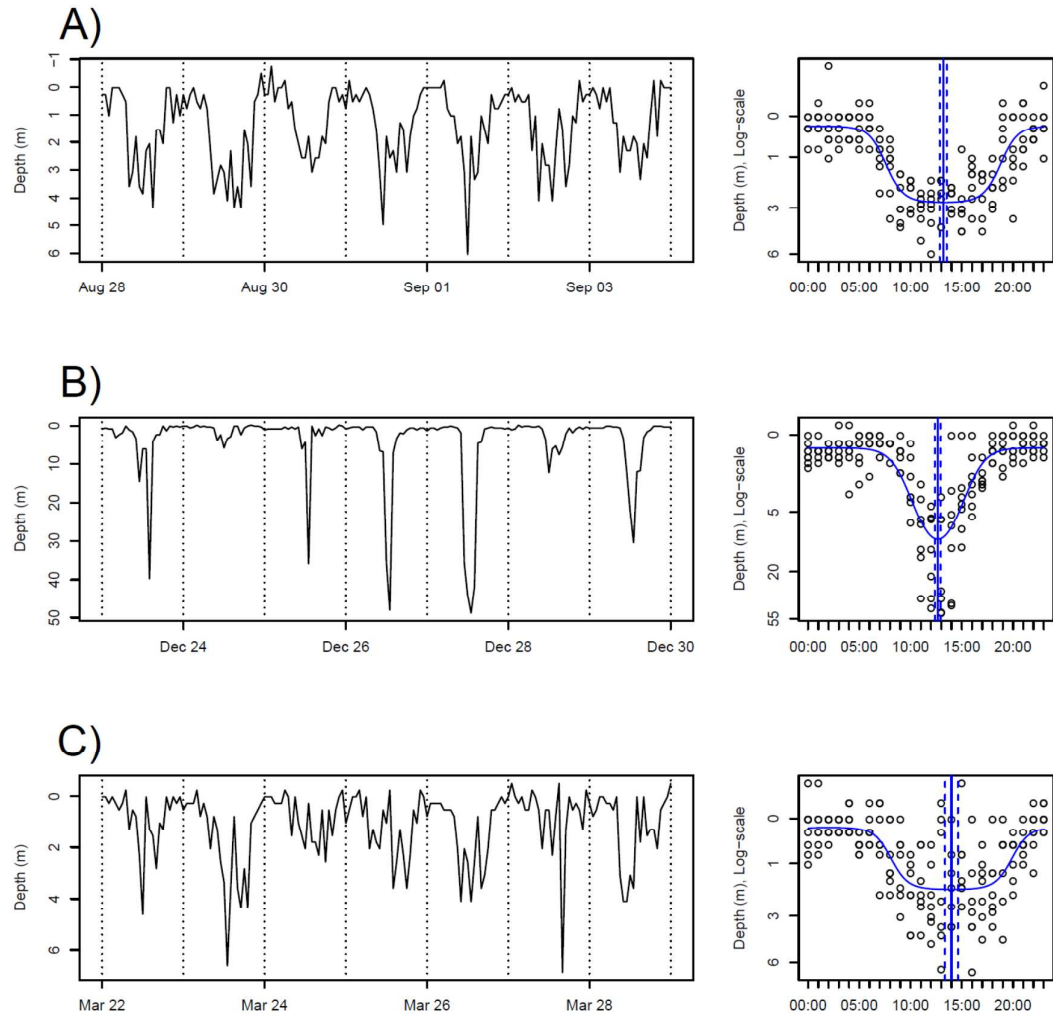 A)
Depth (m)
−1
0
1
2
3
4
5
6
Aug 28
Aug 30
Sep 01
Sep 03
Depth (m), Log−scale
0
1
3
6
00:00
05:00
10:00
15:00
20:00
B)
Depth (m)
0
10
20
30
40
50
Dec 24
Dec 26
Dec 28
Dec 30
Depth (m), Log−scale
0
5
20
55
00:00
05:00
10:00
15:00
20:00
C)
Depth (m)
0
2
4
6
Mar 22
Mar 24
Mar 26
Mar 28
Depth (m), Log−scale
0
1
3
6
00:00
05:00
10:00
15:00
20:00